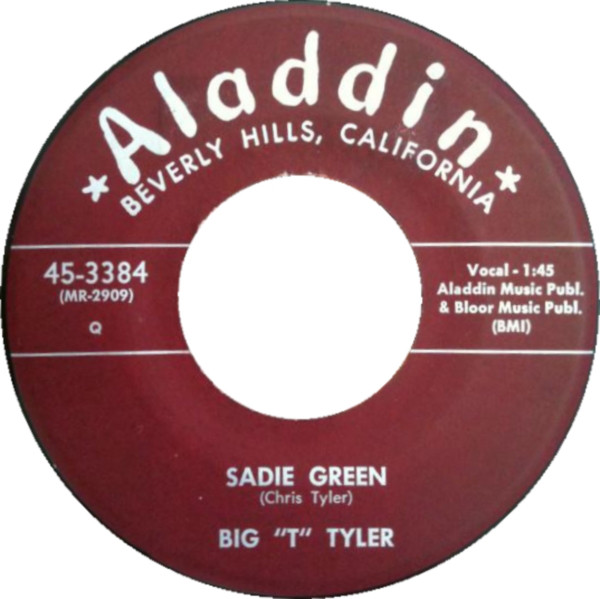 Aladdin
BEVERLY HILLS, CALIFORNIA
45-3384
(MR-2909)
Q
Vocal - 1:45
Aladdin Music Publ.
& Bloor Music Publ.
(BMI)
SADIE GREEN
(Chris Tyler)
BIG "T" TYLER